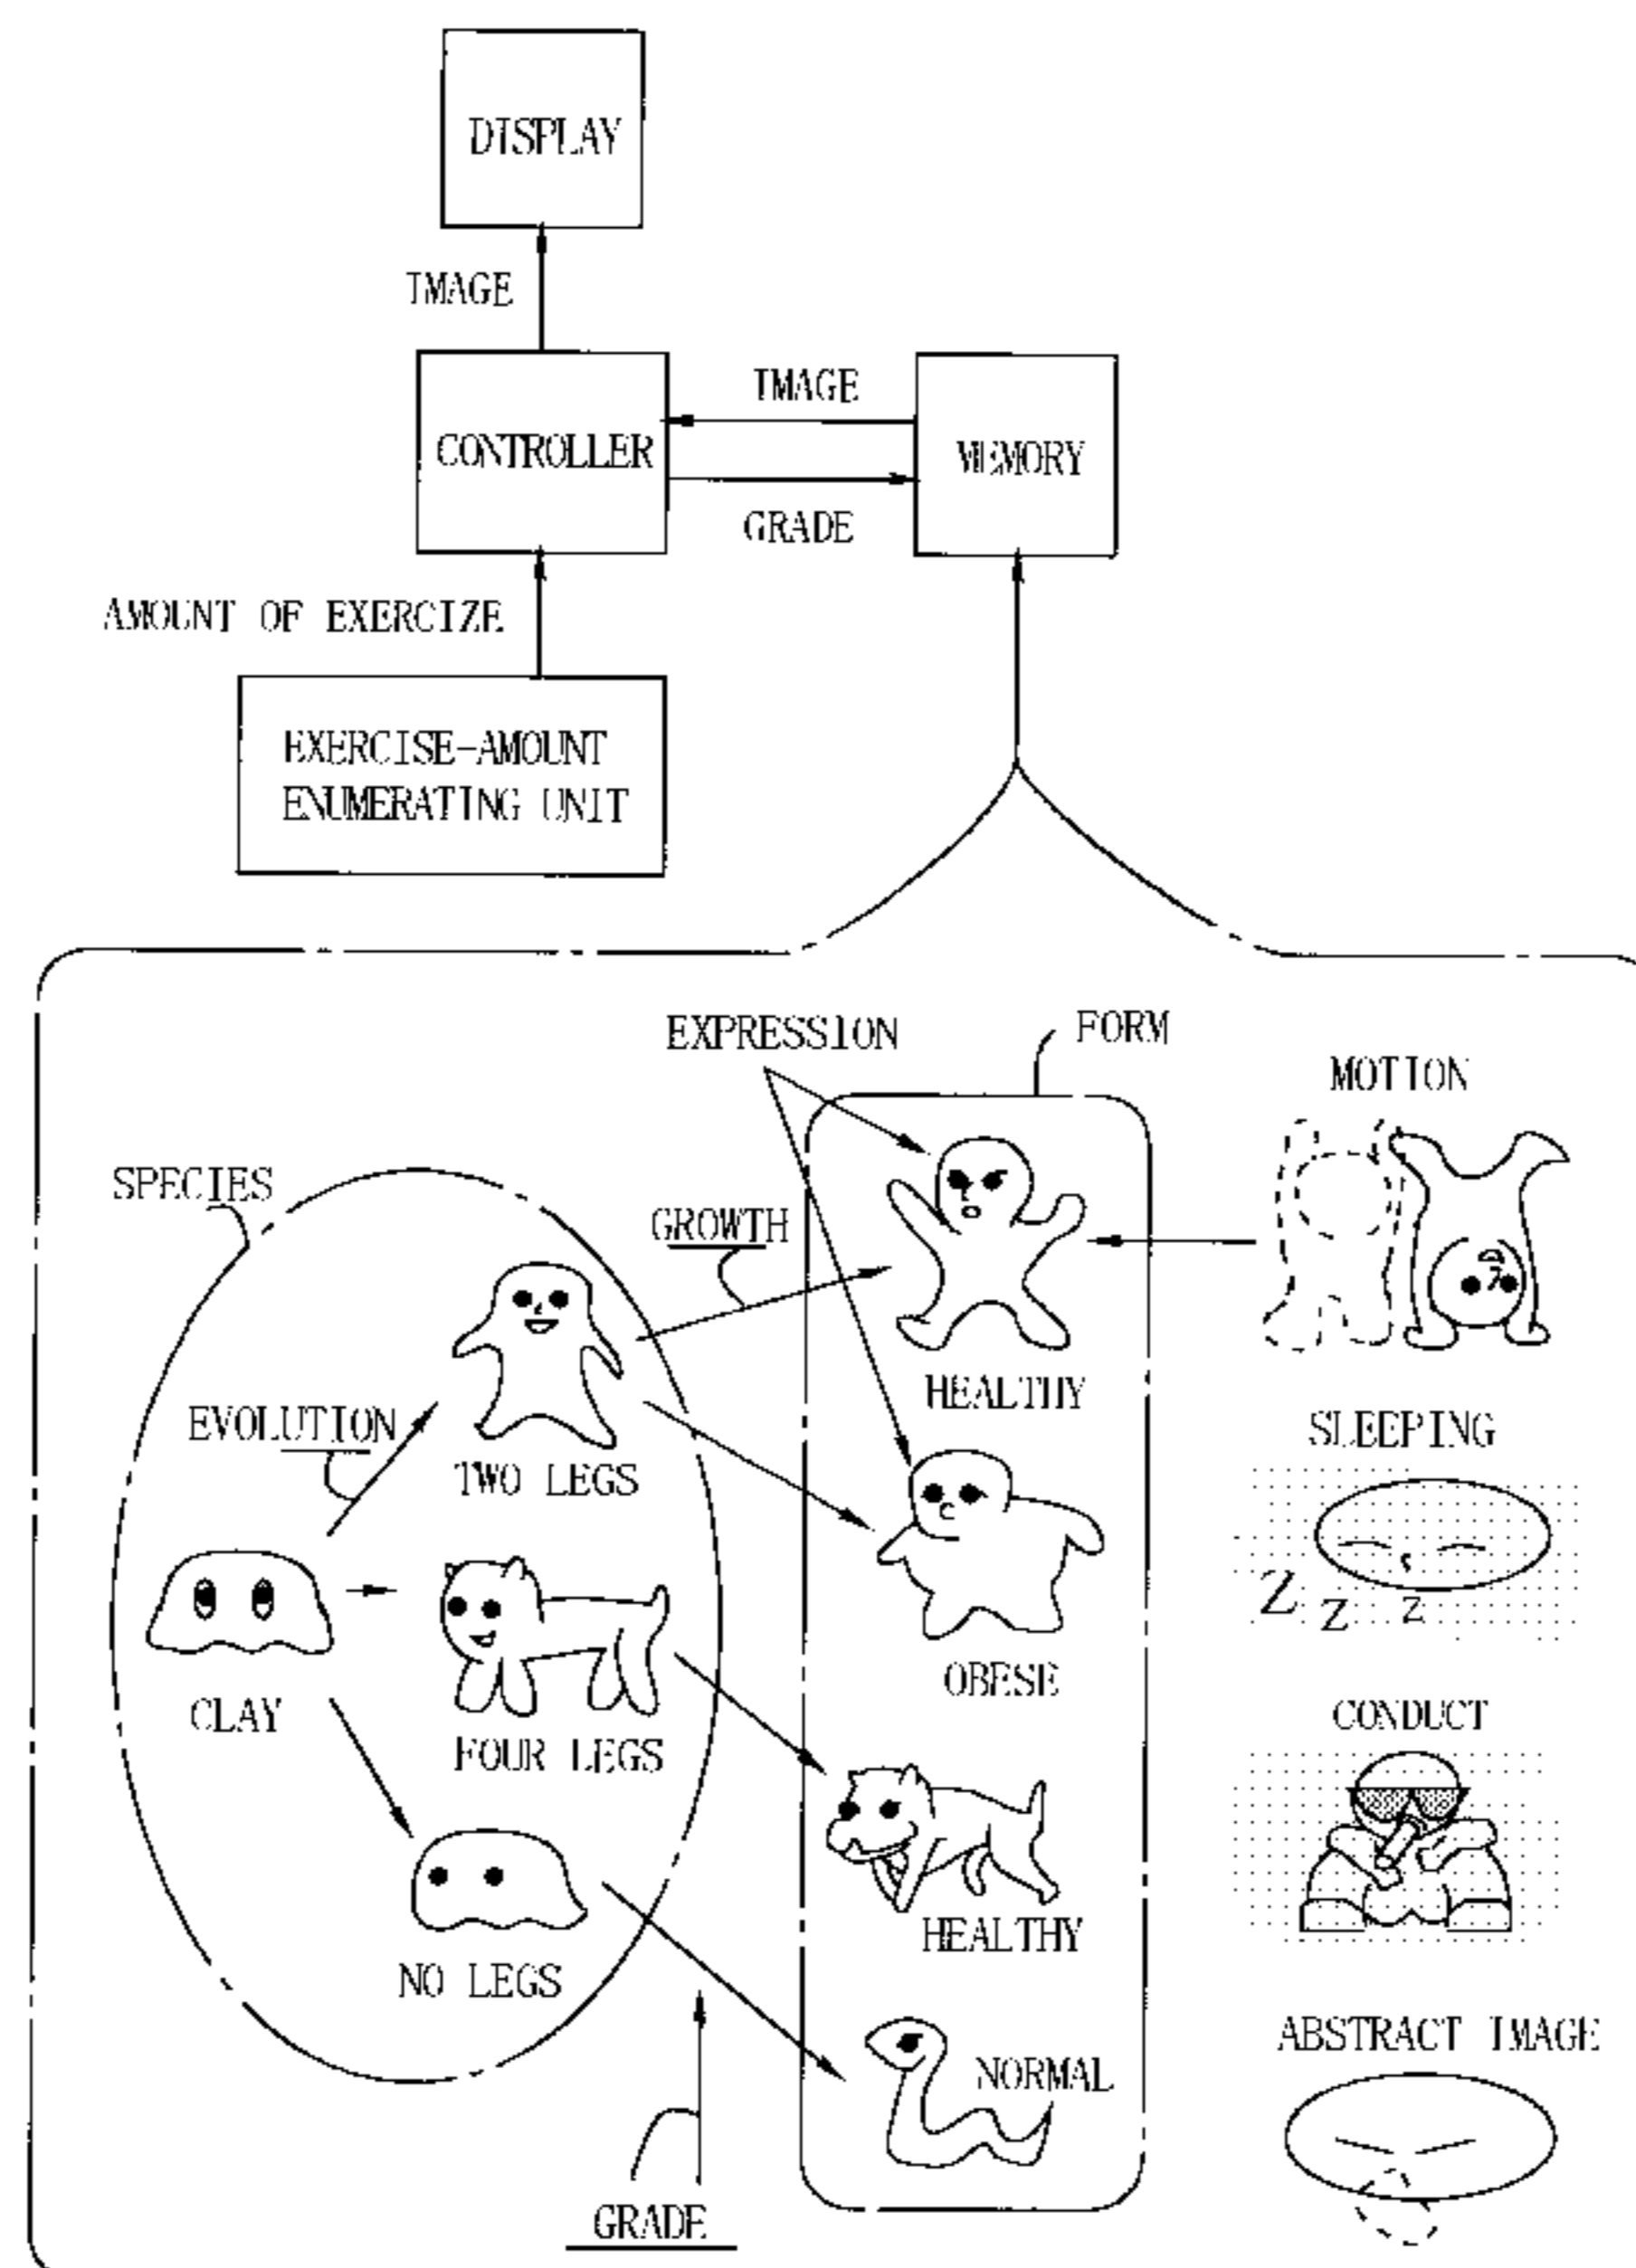 DISPLAY
IMAGE
IMAGE
CONTROLLER
MEMORY
GRADE
AMOUNT OF EXERCIZE
EXERCISE-AMOUNT
ENUMERATING UNIT
EXPRESSION
FORM
MOTION
SPECIES
GROWTH
HEALTHY
EVOLUTION
SLEEPING
TWO LEGS
Z Z Z
OBESE
CLAY
CONDUCT
FOUR LEGS
HEALTHY
NO LEGS
ABSTRACT IMAGE
NORMAL
GRADE